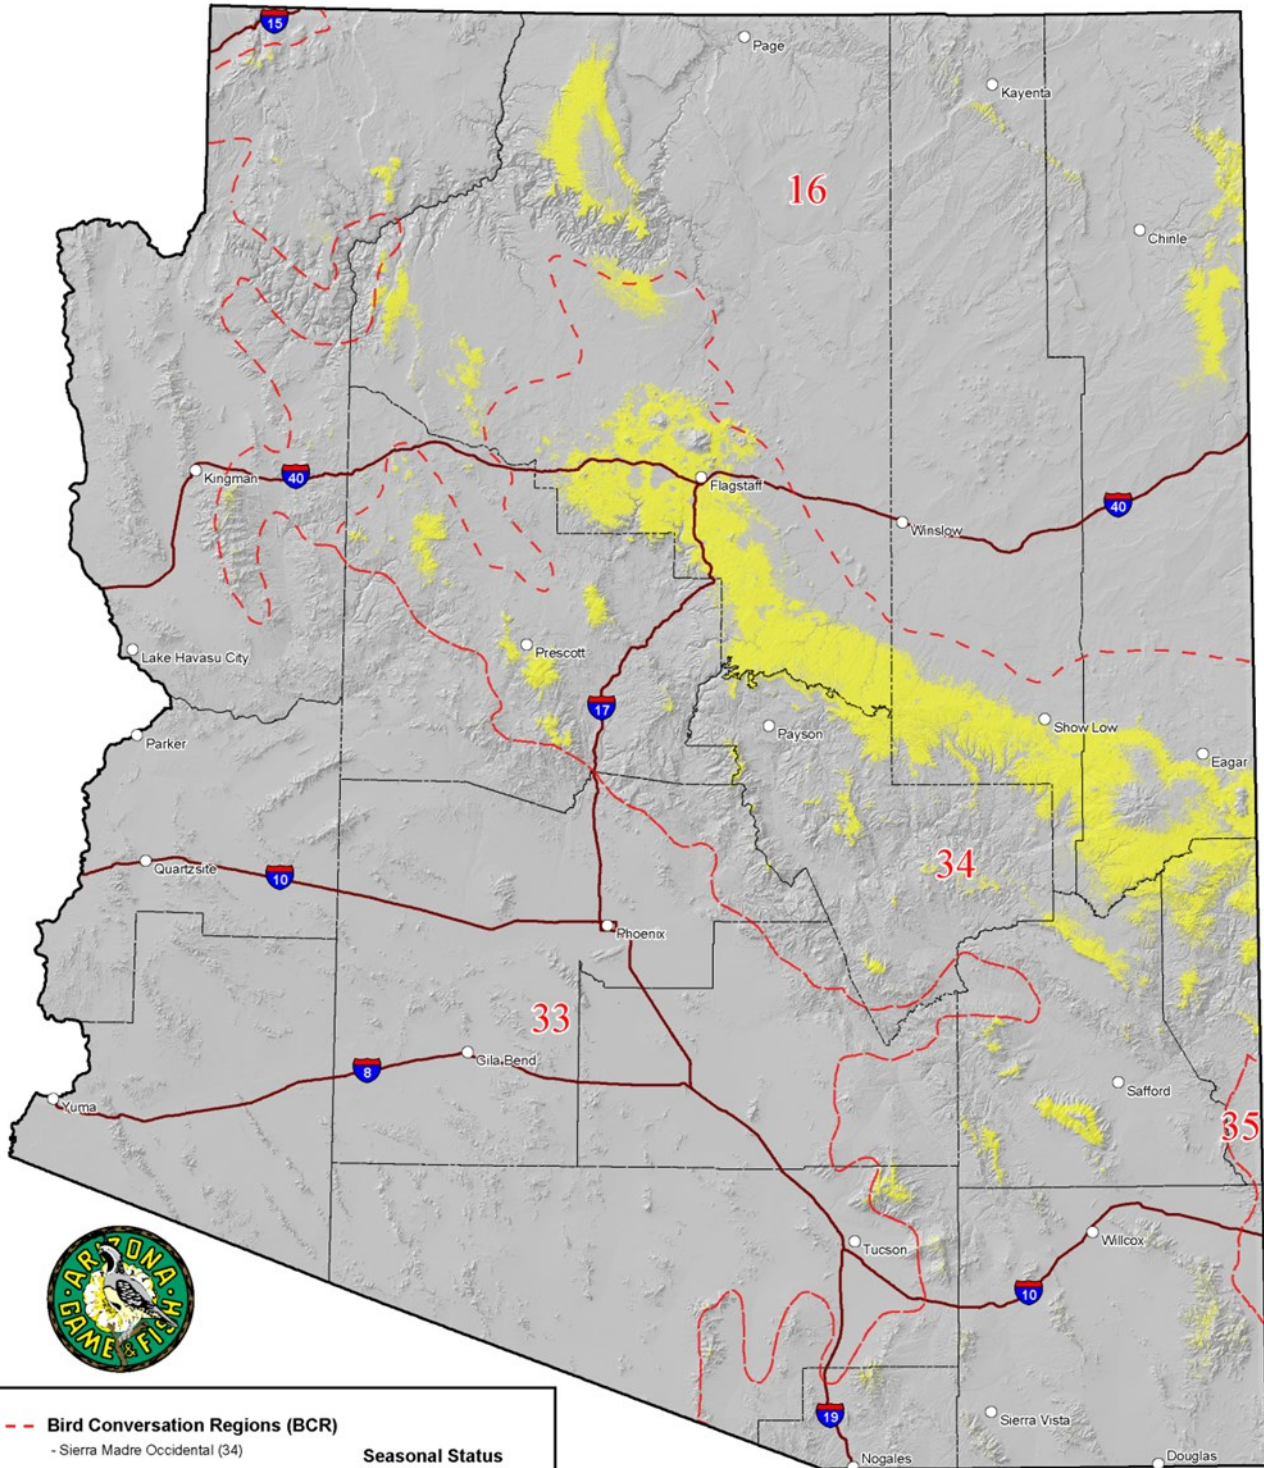 15
Page
Kayenta
16
Chinle
Kingman
40
Flagstaff
40
Winslow
Lake Havasu City
Prescott
17
Parker
Payson
Show Low
Eagar
Quartzsite
10
34
Phoenix
33
Gila Bend
8
Safford
Yuma
35
Tucson
Willcox
10
ARIZONA
GAME & FISH
19
Sierra Vista
Nogales
Douglas
Bird Conversation Regions (BCR)
- Sierra Madre Occidental (34)
Seasonal Status